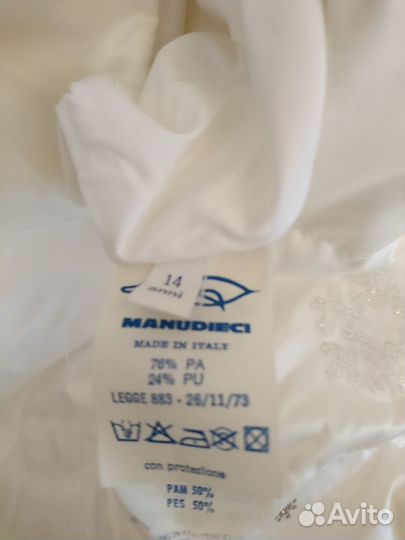 14
anni
MANUDIECI
MADE IN ITALY
76% PA
24% PU
LEGGE 883 - 26/11/73
con protezione
PAM 50%
PES 50%
Avito